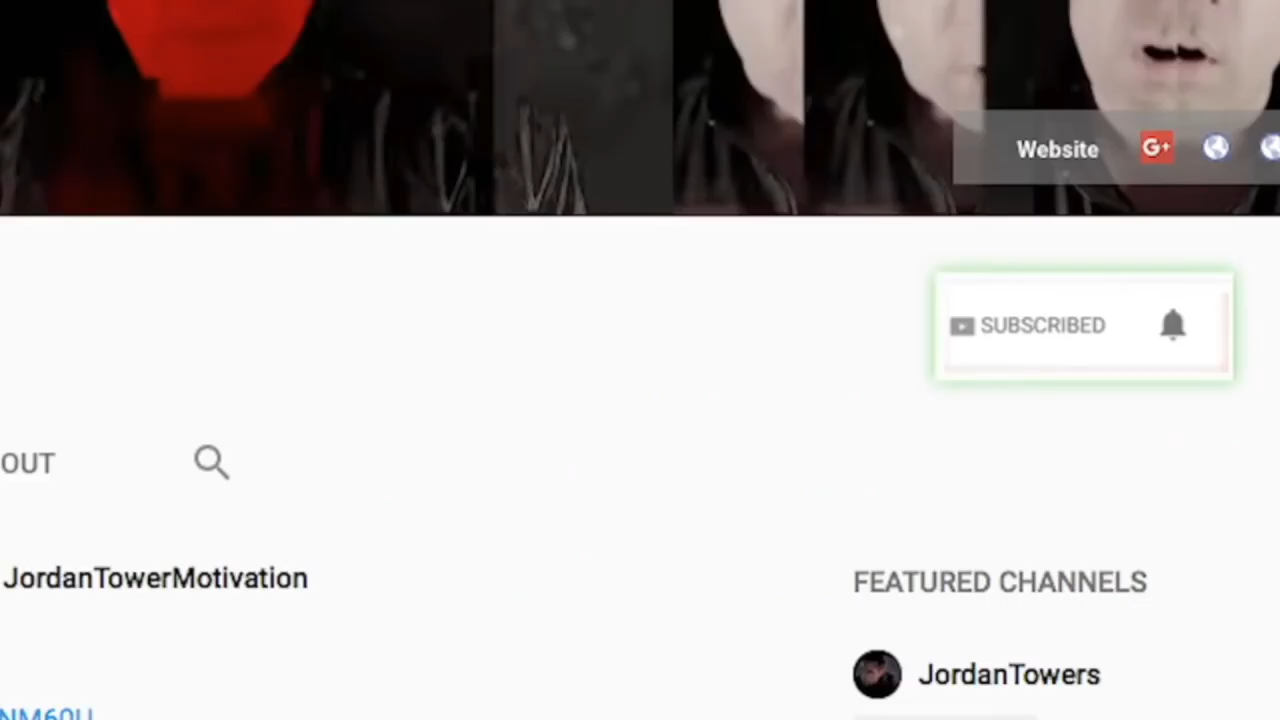 Website G+
SUBSCRIBED
OUT
JordanTowerMotivation
FEATURED CHANNELS
JordanTowers